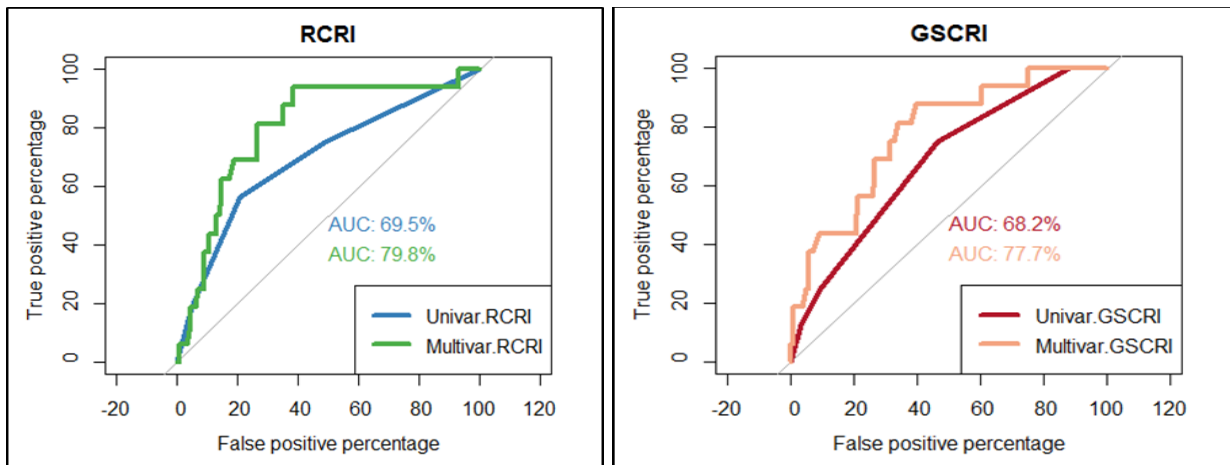 RCRI
True positive percentage
100
80
60
40
20
0
AUC: 69.5%
AUC: 79.8%
Univar.RCRI
Multivar.RCRI
-20 0 20 40 60 80 100 120
False positive percentage
GSCRI
True positive percentage
100
80
60
40
20
0
AUC: 68.2%
AUC: 77.7%
Univar.GSCRI
Multivar.GSCRI
-20 0 20 40 60 80 100 120
False positive percentage